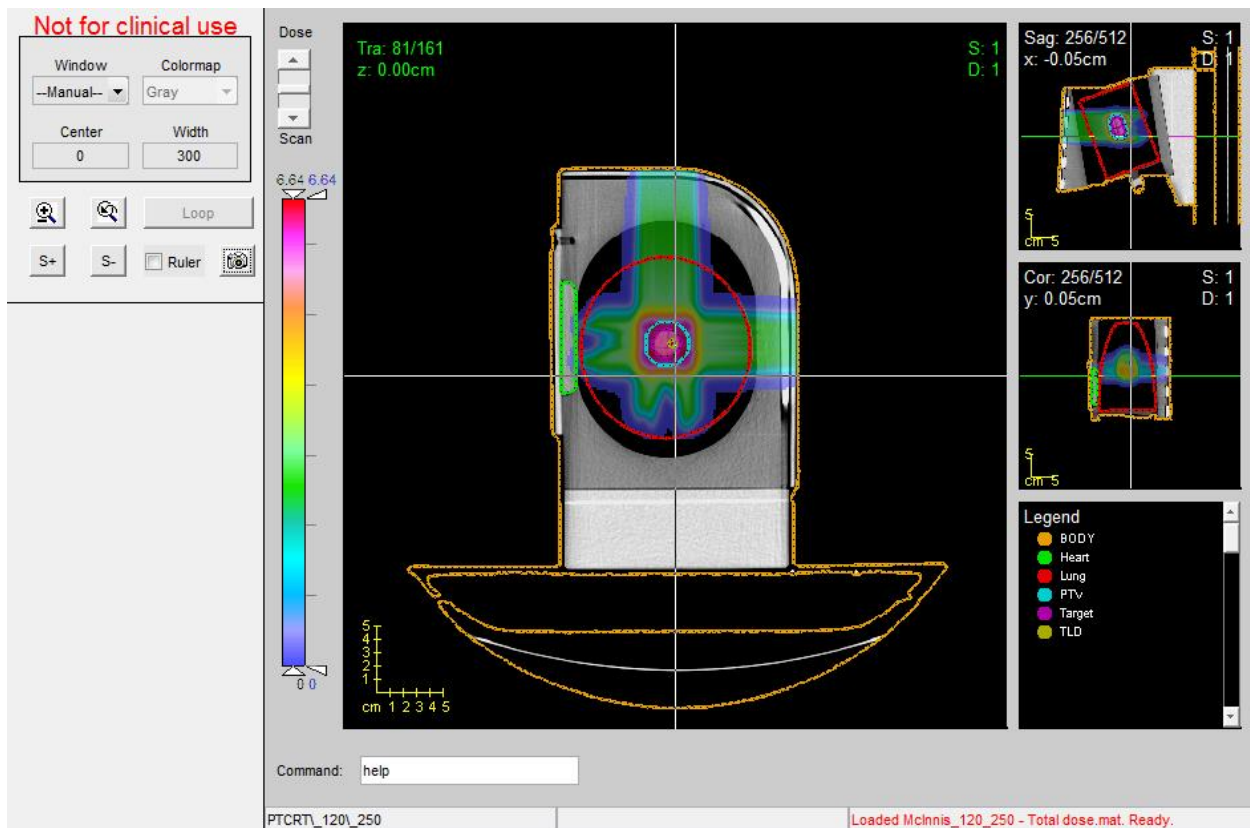 Not for clinical use
Window
Colormap
--Manual--
Gray
Center
Width
0
300
Loop
S+
S-
Ruler
Dose
Scan
6.64 6.64
0 0
Tra: 81/161
z: 0.00cm
S: 1
D: 1
5
4
3
2
1
cm 1 2 3 4 5
Sag: 256/512
x: -0.05cm
S: 1
D: 1
5
cm 5
Cor: 256/512
y: 0.05cm
S: 1
D: 1
5
cm 5
Legend
BODY
Heart
Lung
PTv
Target
TLD
Command:
help
PTCRT\_120\_250
Loaded McInnis_120_250 - Total dose.mat. Ready.